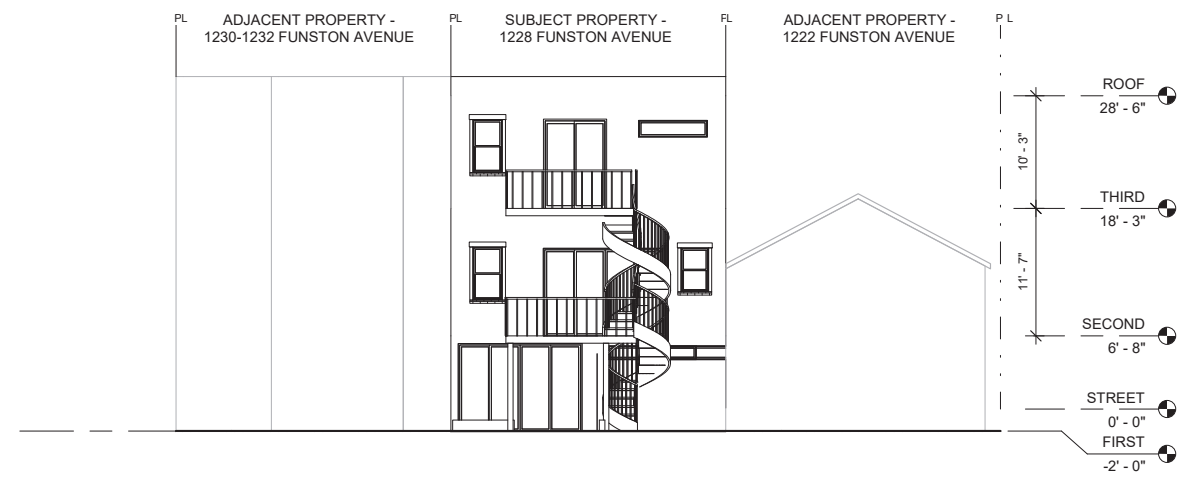 PL
ADJACENT PROPERTY -
1230-1232 FUNSTON AVENUE
PL
SUBJECT PROPERTY -
1228 FUNSTON AVENUE
FL
ADJACENT PROPERTY -
1222 FUNSTON AVENUE
P L
ROOF
28' - 6"
10' - 3"
THIRD
18' - 3"
11' - 7"
SECOND
6' - 8"
STREET
0' - 0"
FIRST
-2' - 0"